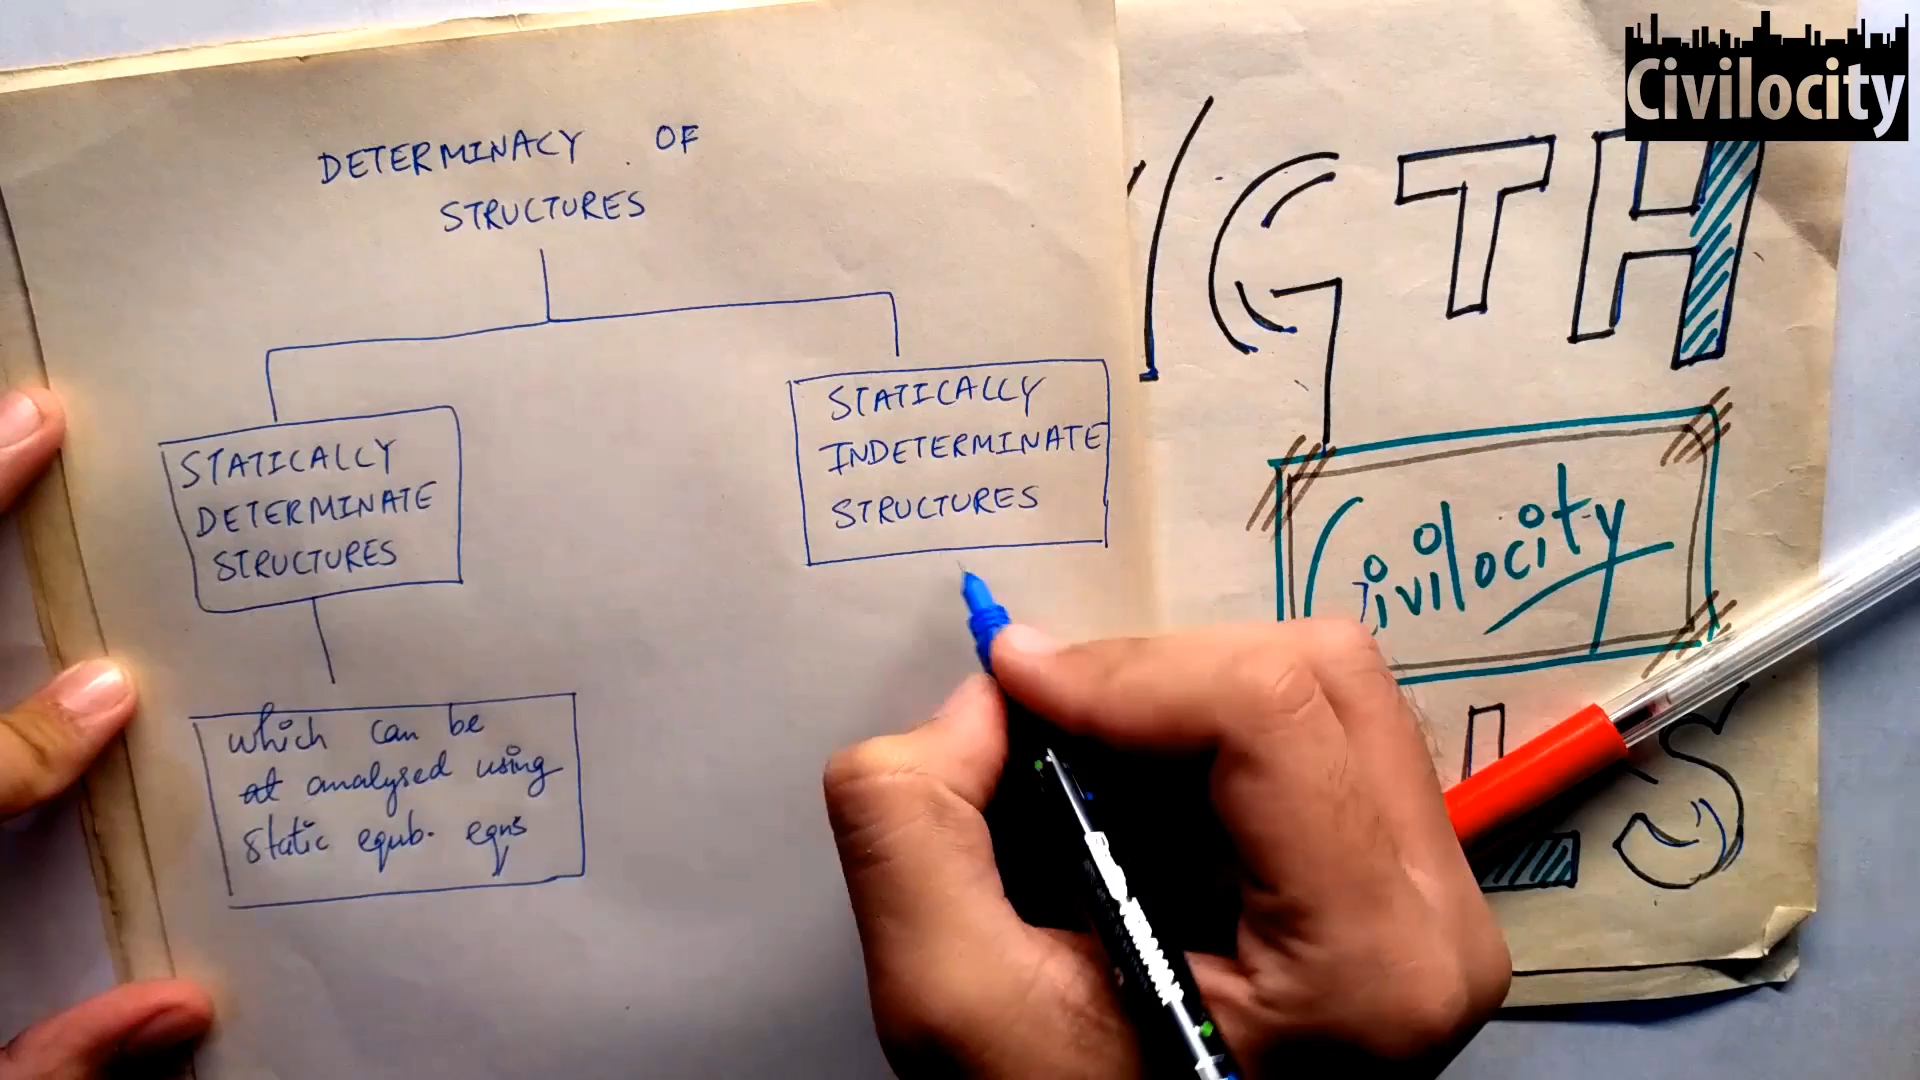 DETERMINACY OF
STRUCTURES
STATICALLY
DETERMINATE
STRUCTURES
STATICALLY
INDETERMINATE
STRUCTURES
which can be
at analysed using
static equb. eqns
Civilocity
GTH
Civilocity
LS